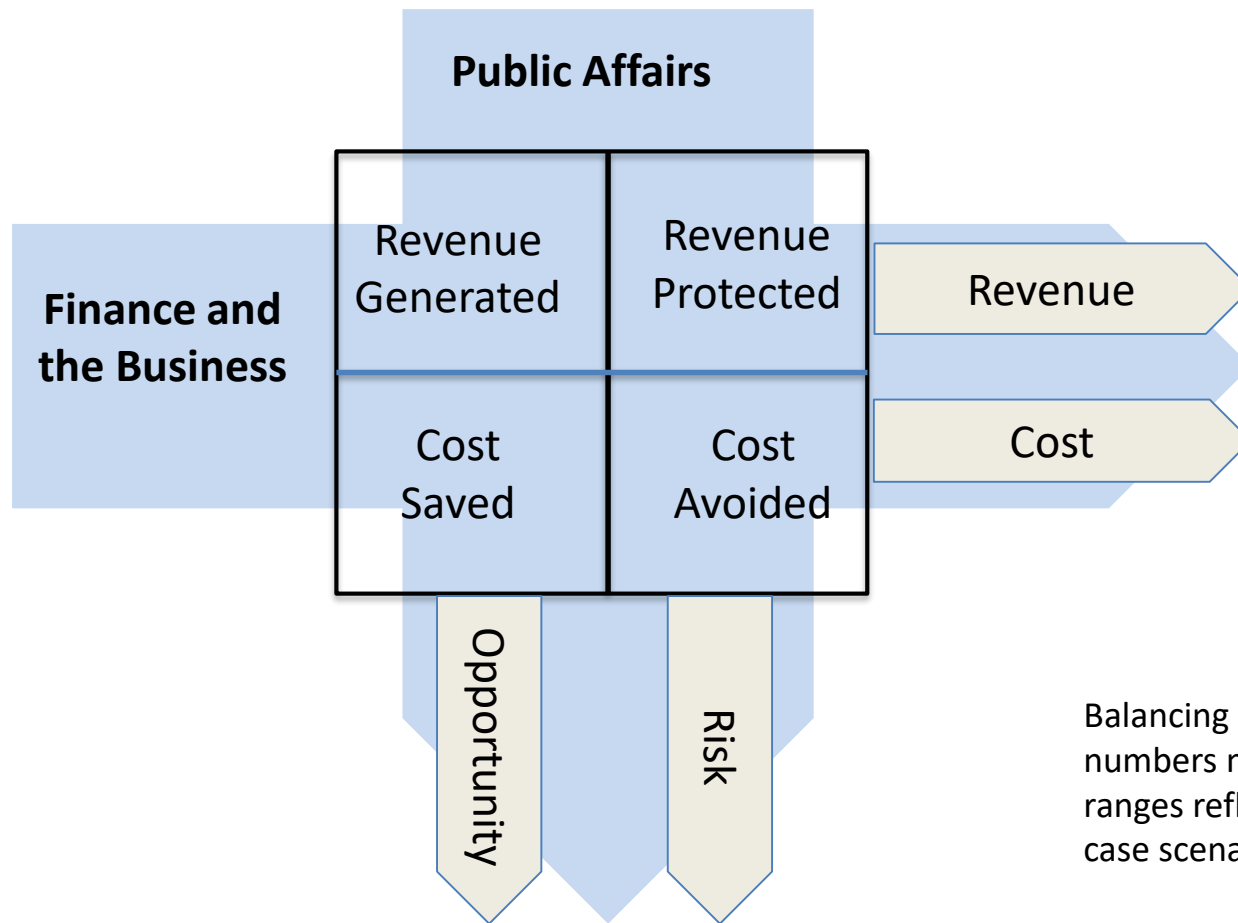 Public Affairs
Revenue
Generated
Revenue
Protected
Revenue
Finance and
the Business
Cost
Saved
Cost
Avoided
Cost
Opportunity
Risk
Balancing
numbers
ranges
case